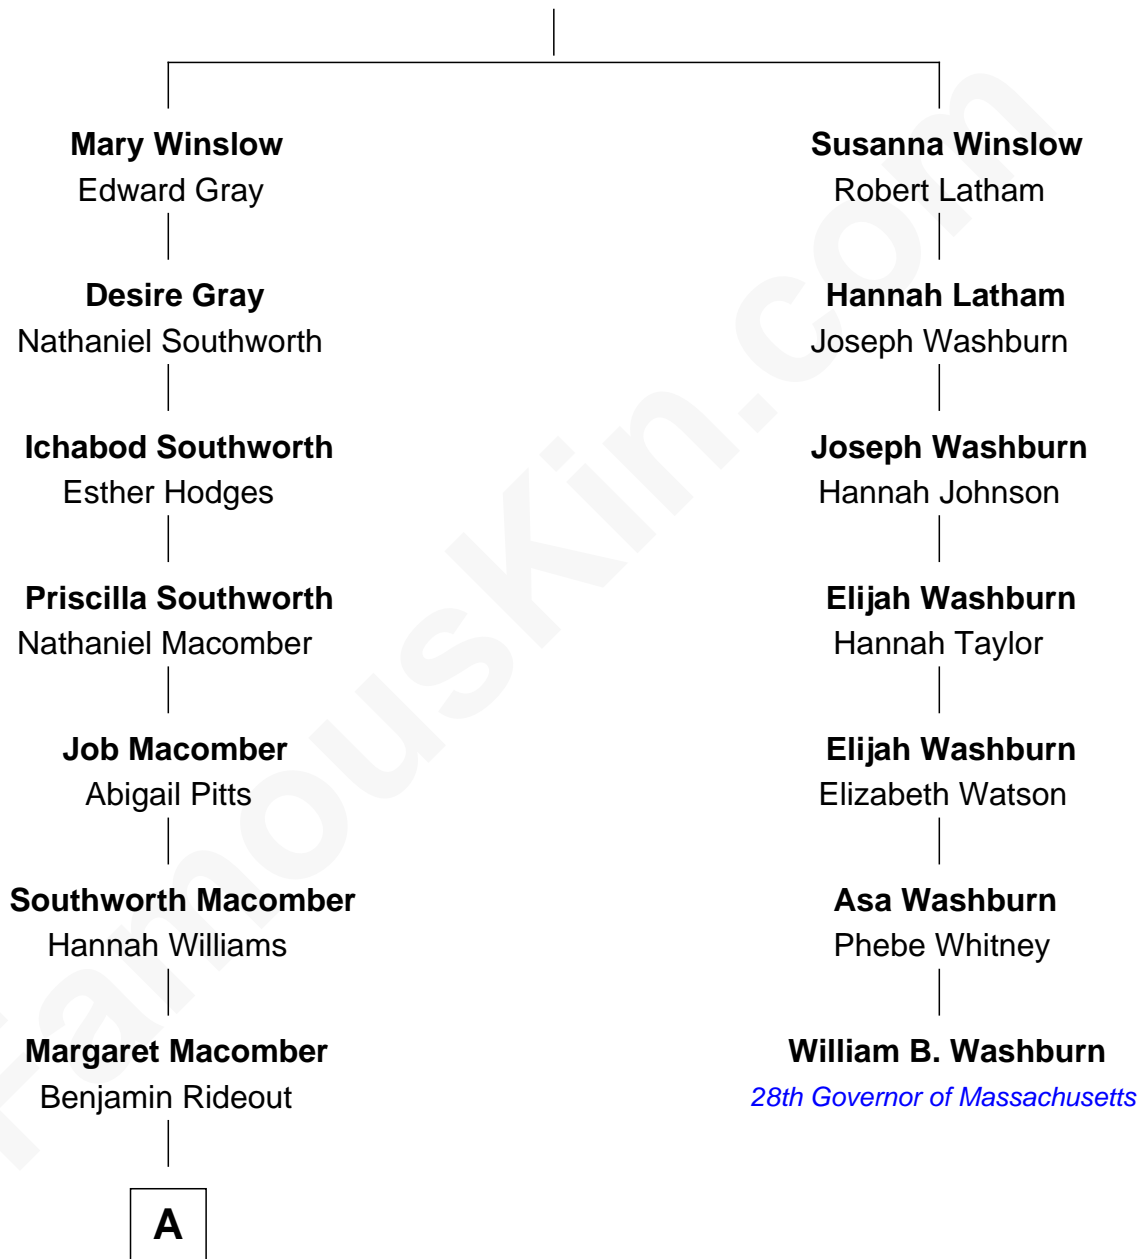 Mary Winslow
Edward Gray
Desire Gray
Nathaniel Southworth
Ichabod Southworth
Esther Hodges
Priscilla Southworth
Nathaniel Macomber
Job Macomber
Abigail Pitts
Southworth Macomber
Hannah Williams
Margaret Macomber
Benjamin Rideout
A
Susanna Winslow
Robert Latham
Hannah Latham
Joseph Washburn
Joseph Washburn
Hannah Johnson
Elijah Washburn
Hannah Taylor
Elijah Washburn
Elizabeth Watson
Asa Washburn
Phebe Whitney
William B. Washburn
28th Governor of Massachusetts
FamousKin.com